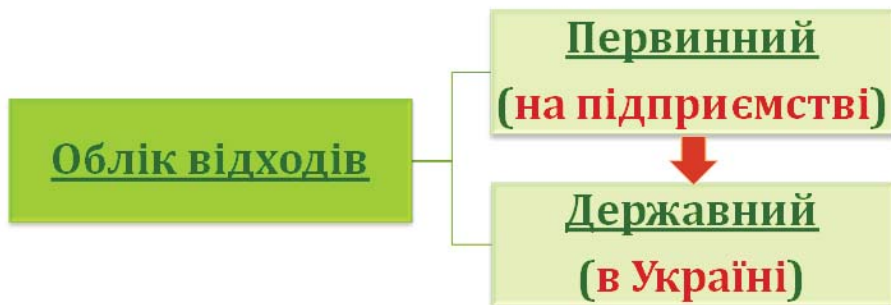 Облік відходів
Первинний
(на підприємстві)
Державний
(в Україні)